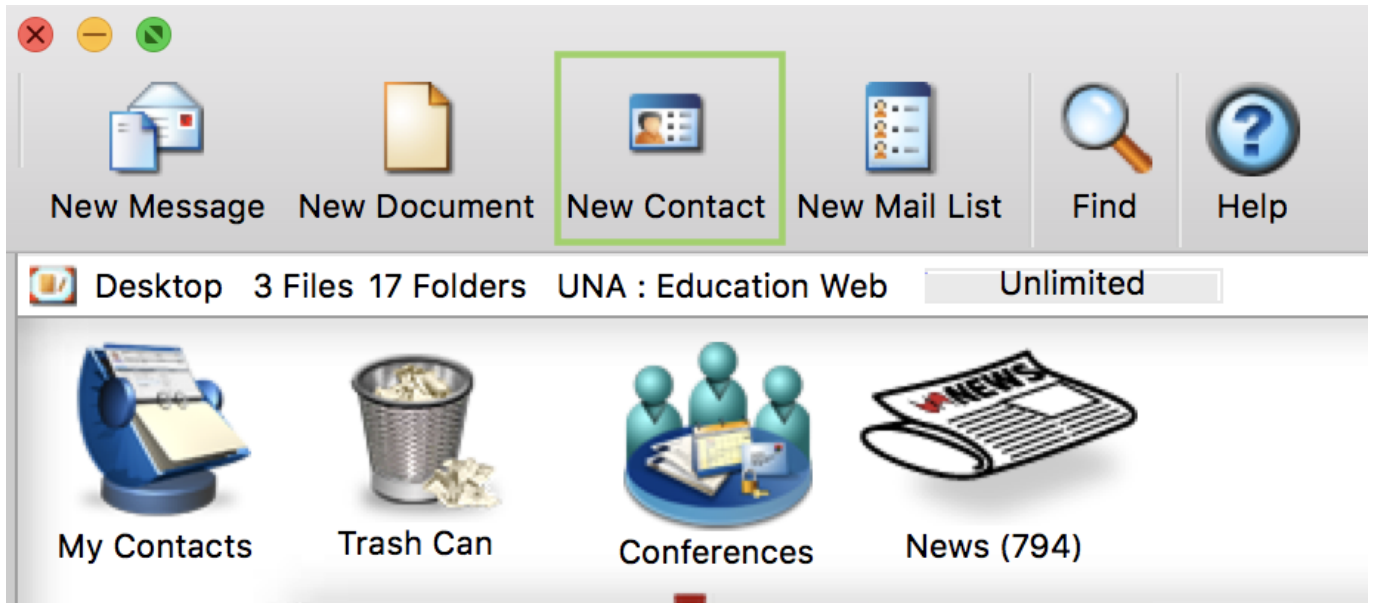 New Message New Document New Contact New Mail List Find Help
Desktop 3 Files 17 Folders UNA : Education Web Unlimited
NEWS
My Contacts Trash Can Conferences News (794)